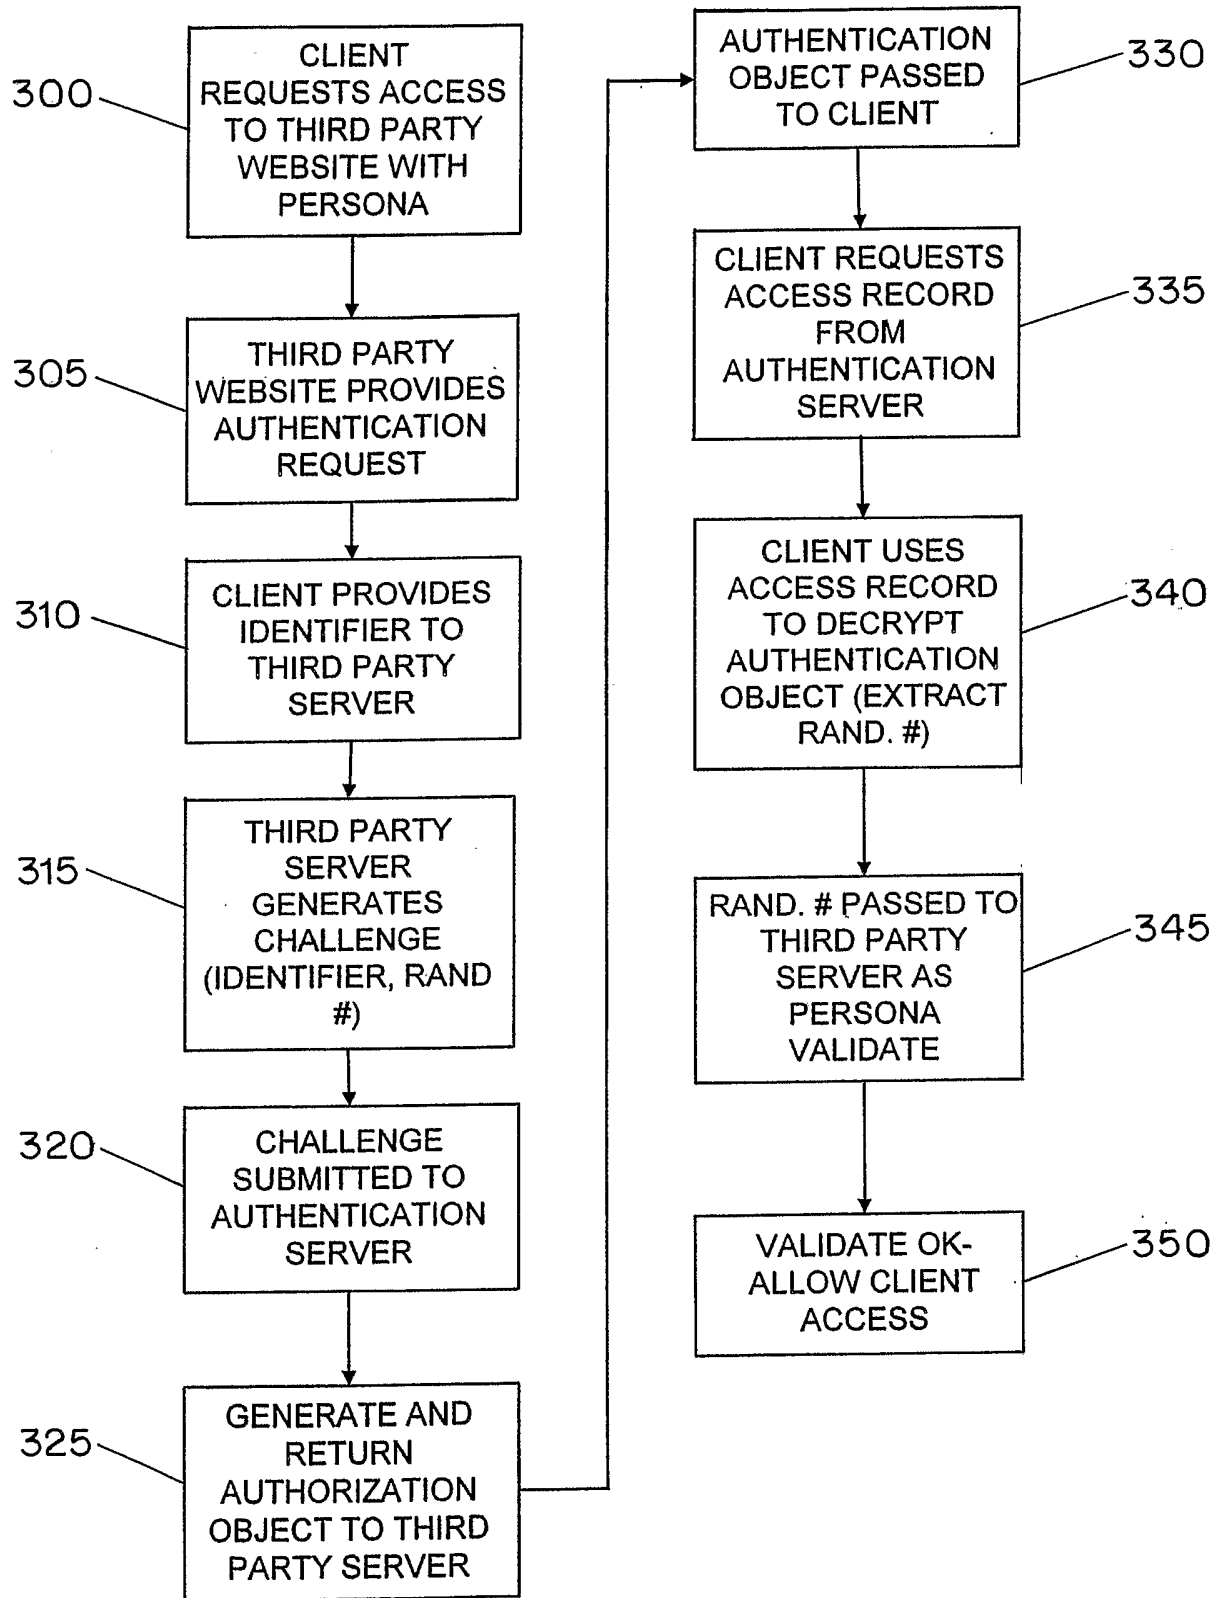 300
CLIENT
REQUESTS ACCESS
TO THIRD PARTY
WEBSITE WITH
PERSONA
305
THIRD PARTY
WEBSITE PROVIDES
AUTHENTICATION
REQUEST
310
CLIENT PROVIDES
IDENTIFIER TO
THIRD PARTY
SERVER
315
THIRD PARTY
SERVER
GENERATES
CHALLENGE
(IDENTIFIER, RAND
#)
320
CHALLENGE
SUBMITTED TO
AUTHENTICATION
SERVER
325
GENERATE AND
RETURN
AUTHORIZATION
OBJECT TO THIRD
PARTY SERVER
330
AUTHENTICATION
OBJECT PASSED
TO CLIENT
335
CLIENT REQUESTS
ACCESS RECORD
FROM
AUTHENTICATION
SERVER
340
CLIENT USES
ACCESS RECORD
TO DECRYPT
AUTHENTICATION
OBJECT (EXTRACT
RAND. #)
345
RAND. # PASSED TO
THIRD PARTY
SERVER AS
PERSONA
VALIDATE
350
VALIDATE OK-
ALLOW CLIENT
ACCESS